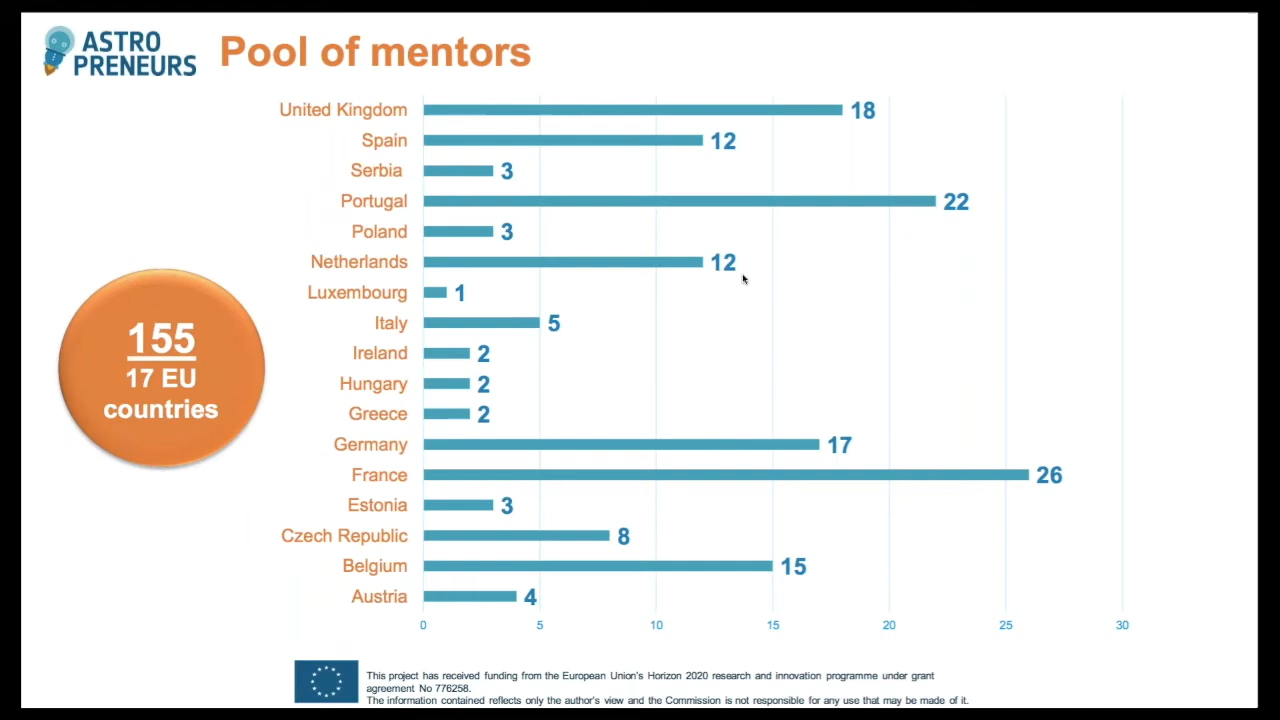 ASTRO
PRENEURS
Pool of mentors
United Kingdom 18
Spain 12
Serbia 3
Portugal 22
Poland 3
Netherlands 12
Luxembourg 1
Italy 5
Ireland 2
Hungary 2
Greece 2
Germany 17
France 26
Estonia 3
Czech Republic 8
Belgium 15
Austria 4
0 5 10 15 20 25 30
155
17 EU
countries
This project has received funding from the European Union's Horizon 2020 research and innovation programme under grant
agreement No 776258.
The information contained reflects only the author's view and the Commission is not responsible for any use that may be made of it.